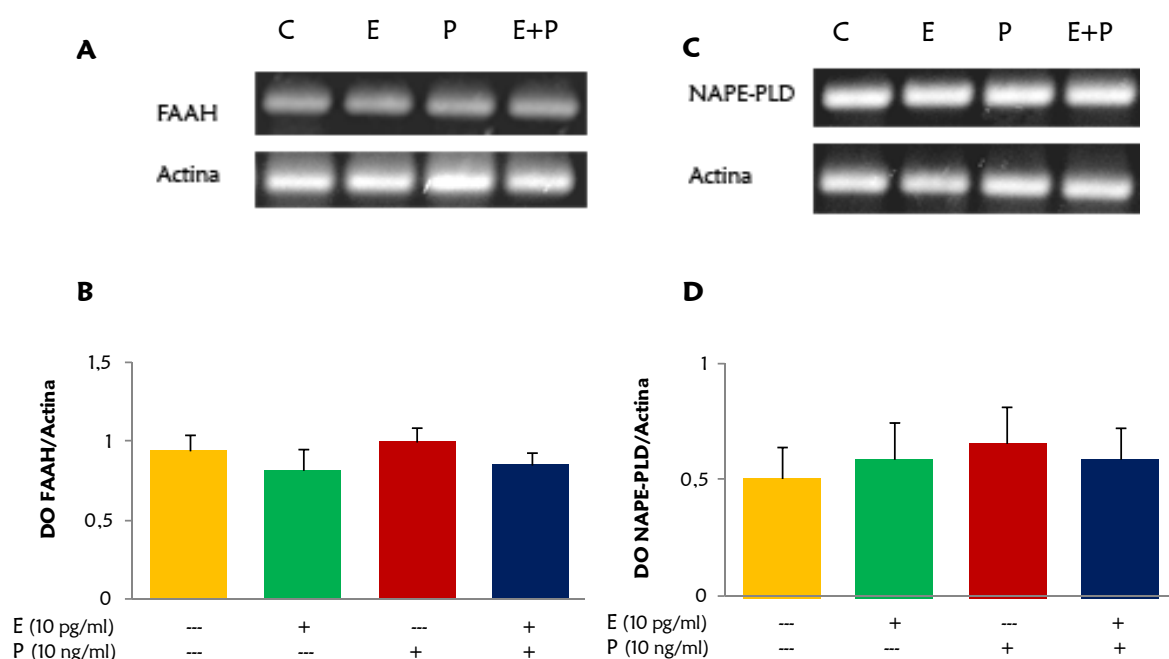 A
C E P E+P
FAAH
Actina
C
C E P E+P
NAPE-PLD
Actina
B
DO FAAH/Actina
1,5
1
0,5
0
E (10 pg/ml) --- + --- +
P (10 ng/ml) --- --- + +
D
DO NAPE-PLD/Actina
1
0,5
0
E (10 pg/ml) --- + --- +
P (10 ng/ml) --- --- + +